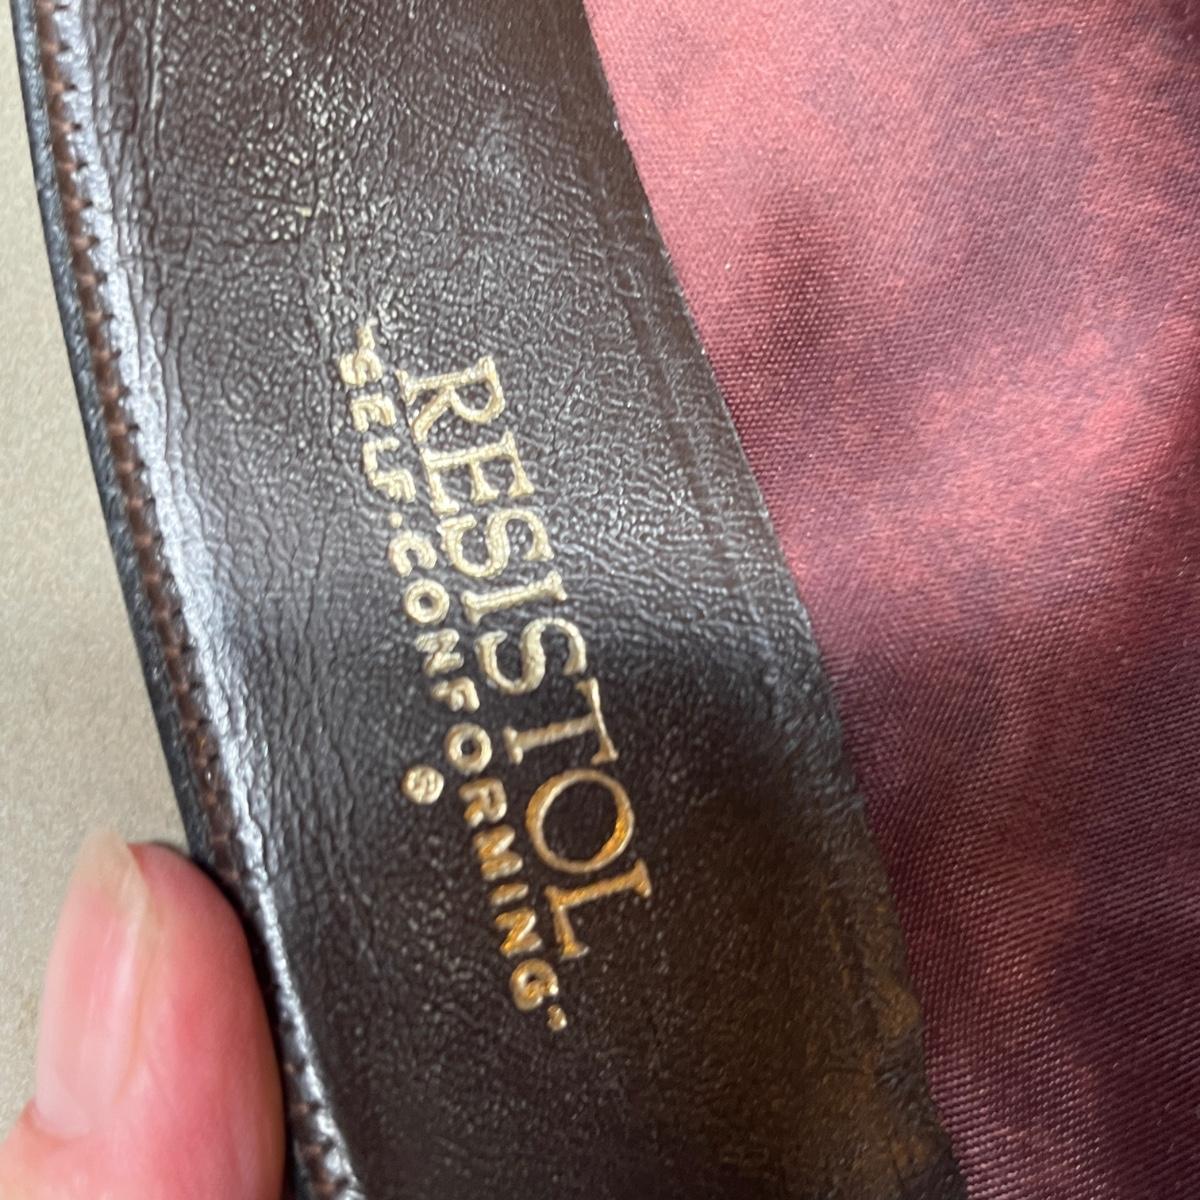 RESISTOL
"SELF·CONFORMING"
®